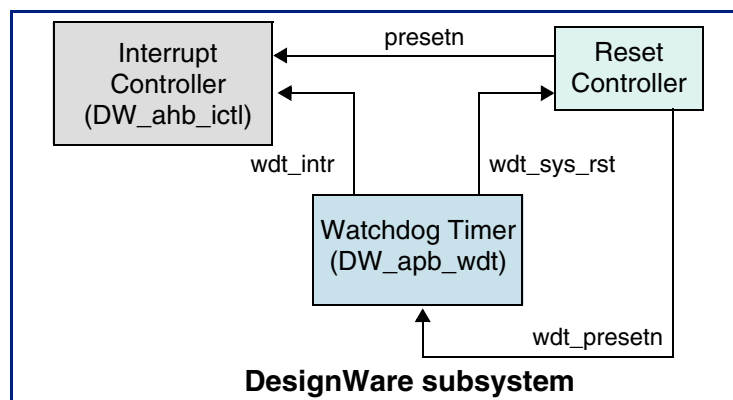 Interrupt
Controller
(DW_ahb_ictl)
presetn
Reset
Controller
wdt_intr
wdt_sys_rst
Watchdog Timer
(DW_apb_wdt)
wdt_presetn
DesignWare subsystem